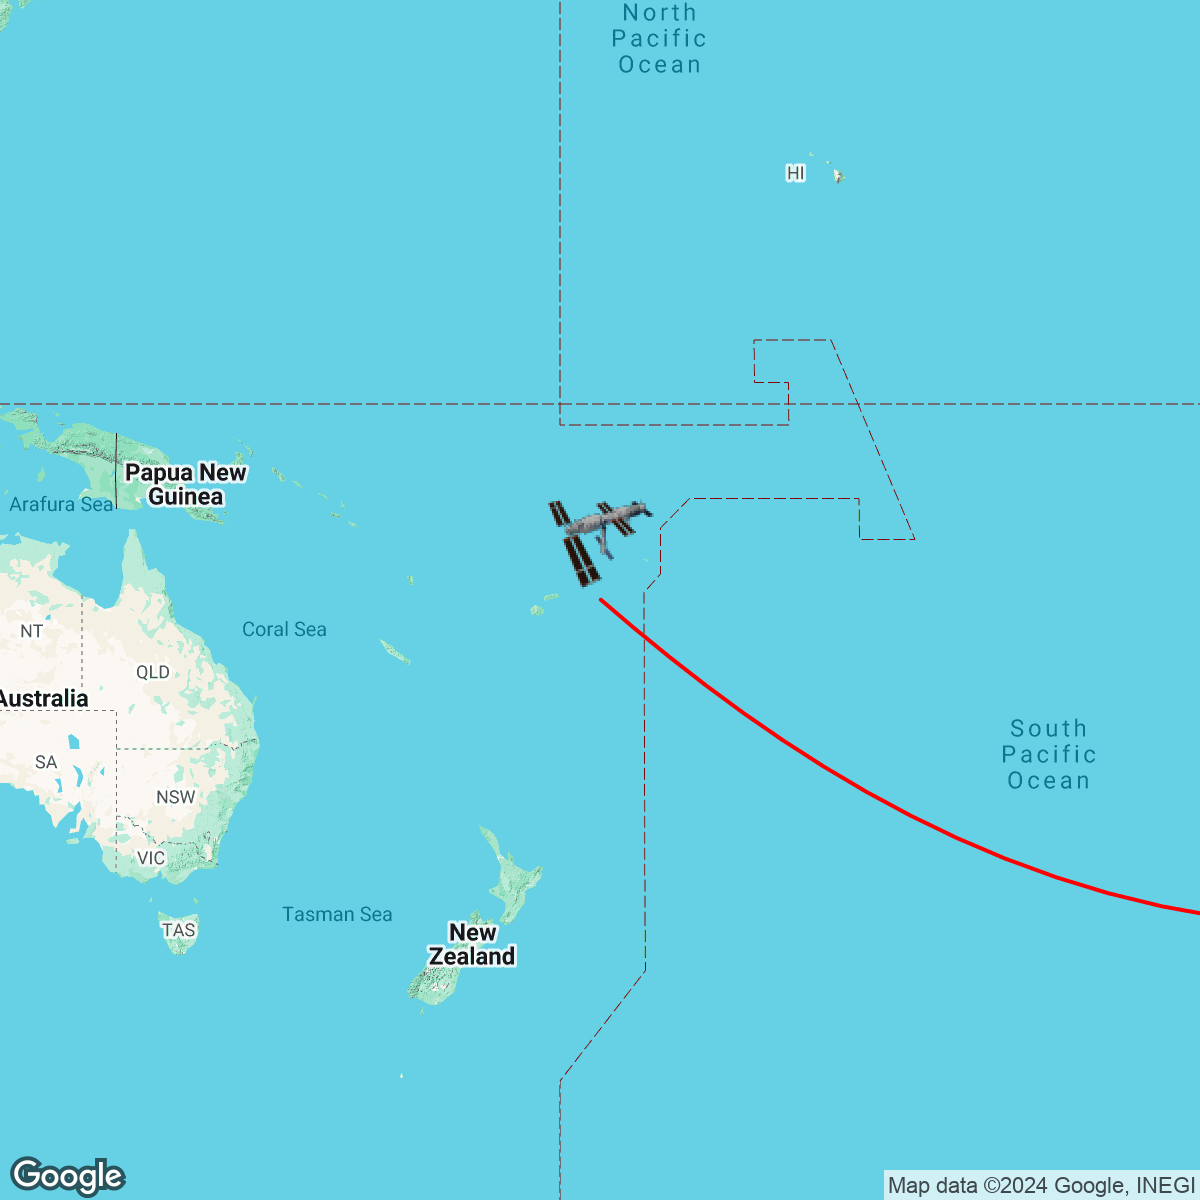 North
Pacific
Ocean
HI
Papua New
Guinea
Arafura Sea
NT
Coral Sea
QLD
Australia
South
Pacific
Ocean
SA
NSW
VIC
Tasman Sea
TAS
New
Zealand
Google
Map data ©2024 Google, INEGI